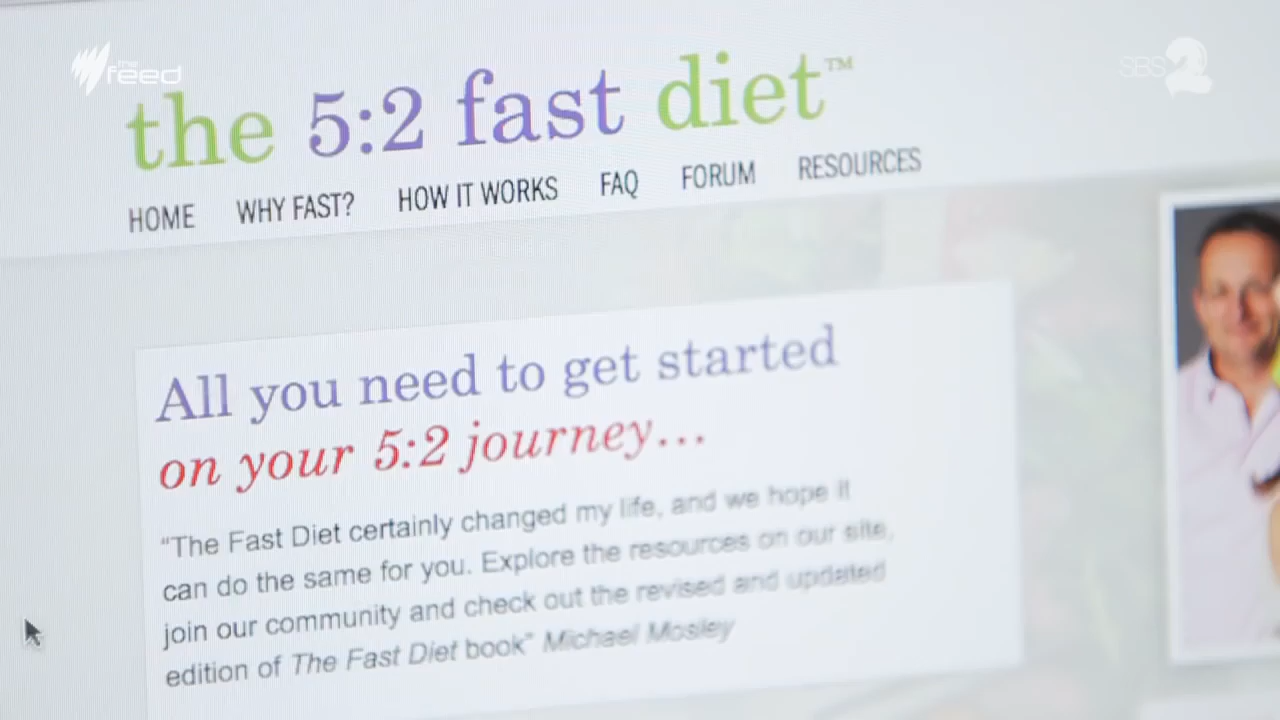 the feed
SBS 2
the 5:2 fast diet™
HOME WHY FAST? HOW IT WORKS FAQ FORUM RESOURCES
All you need to get started
on your 5:2 journey...
“The Fast Diet certainly changed my life, and we hope it
can do the same for you. Explore the resources on our site,
join our community and check out the revised and updated
edition of The Fast Diet book” Michael Mosley